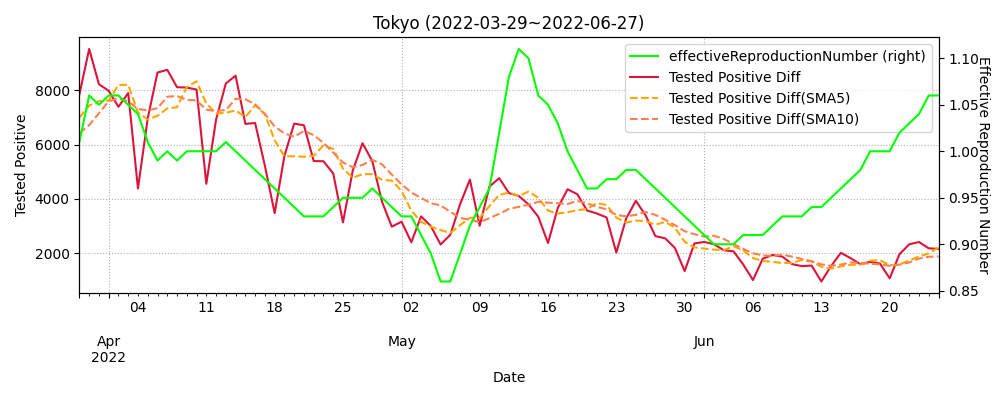 Tokyo (2022-03-29~2022-06-27)
effectiveReproductionNumber (right)
Tested Positive Diff
Tested Positive Diff(SMA5)
Tested Positive Diff(SMA10)
Tested Positive
8000
6000
4000
2000
1.10
1.05
1.00
0.95
0.90
0.85
Effective Reproduction Number
04 11 18 25 02 09 16 23 30 06 13 20
Apr May Jun
2022
Date